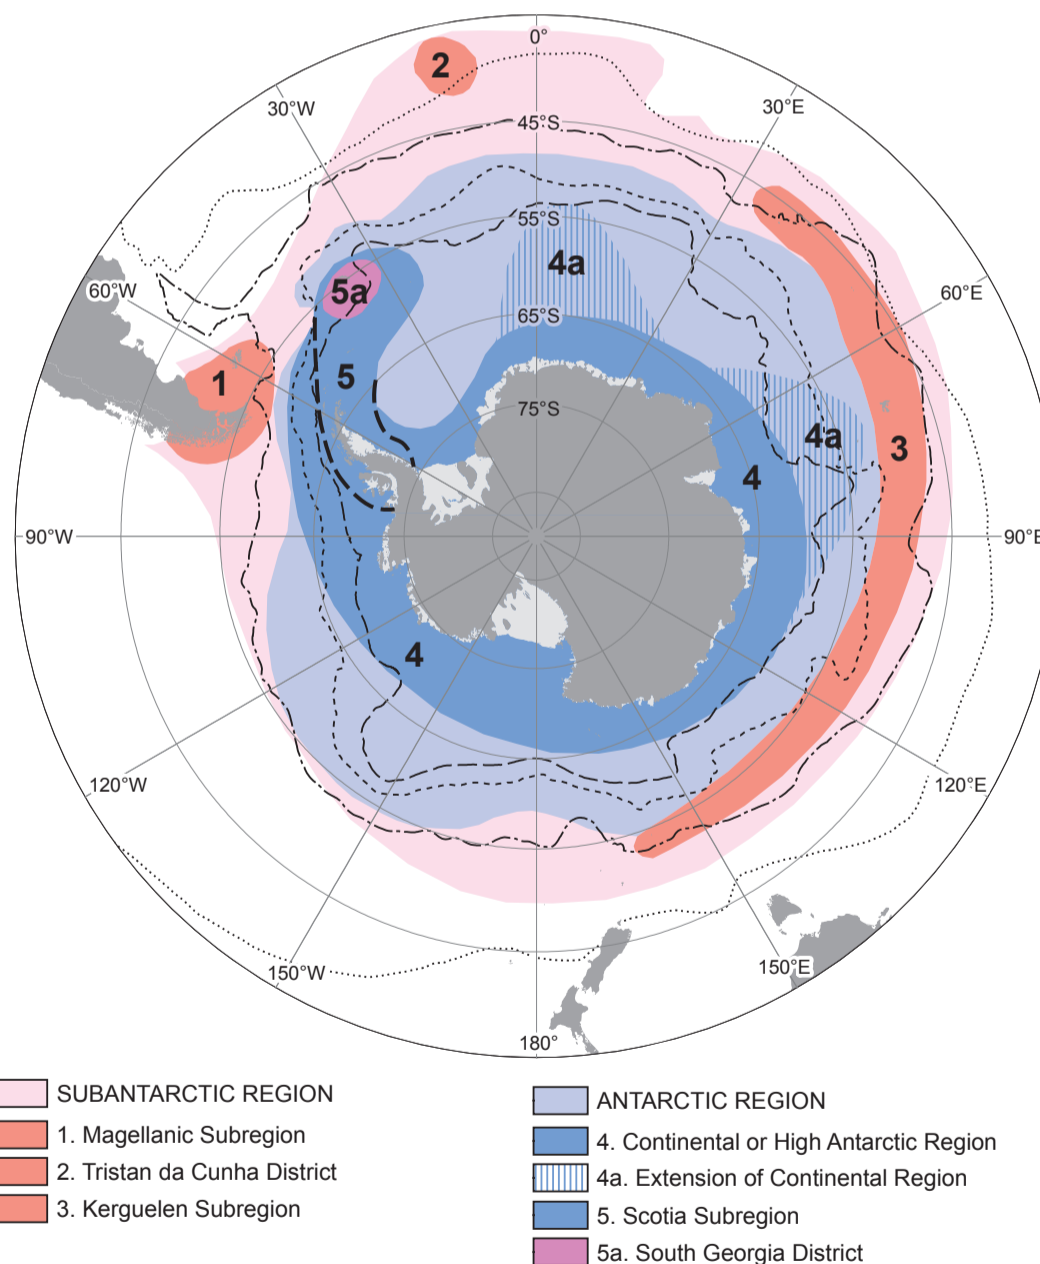 0°
2
30°W
30°E
45°S
55°S
4a
5a
60°W
60°E
65°S
5
1
75°S
4a
3
4
90°W
90°E
4
120°W
120°E
150°W
150°E
180°
SUBANTARCTIC REGION
1. Magellanic Subregion
2. Tristan da Cunha District
3. Kerguelen Subregion
ANTARCTIC REGION
4. Continental or High Antarctic Region
4a. Extension of Continental Region
5. Scotia Subregion
5a. South Georgia District